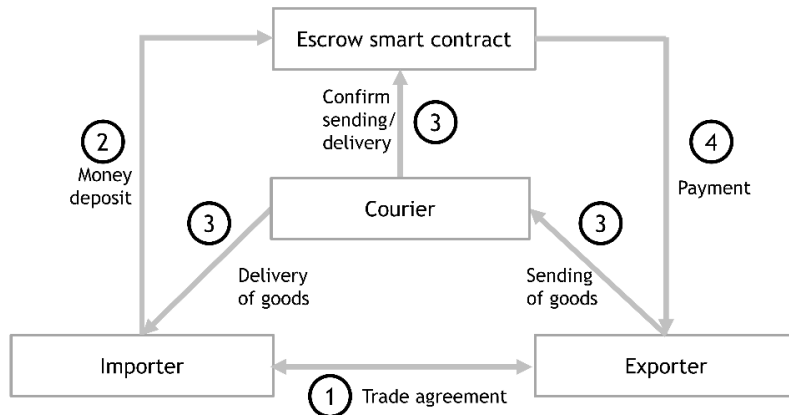 Escrow smart contract
Confirm
sending/
delivery
3
2
Money
deposit
4
Payment
Courier
3
3
Delivery
of goods
Sending
of goods
Importer
Exporter
1 Trade agreement